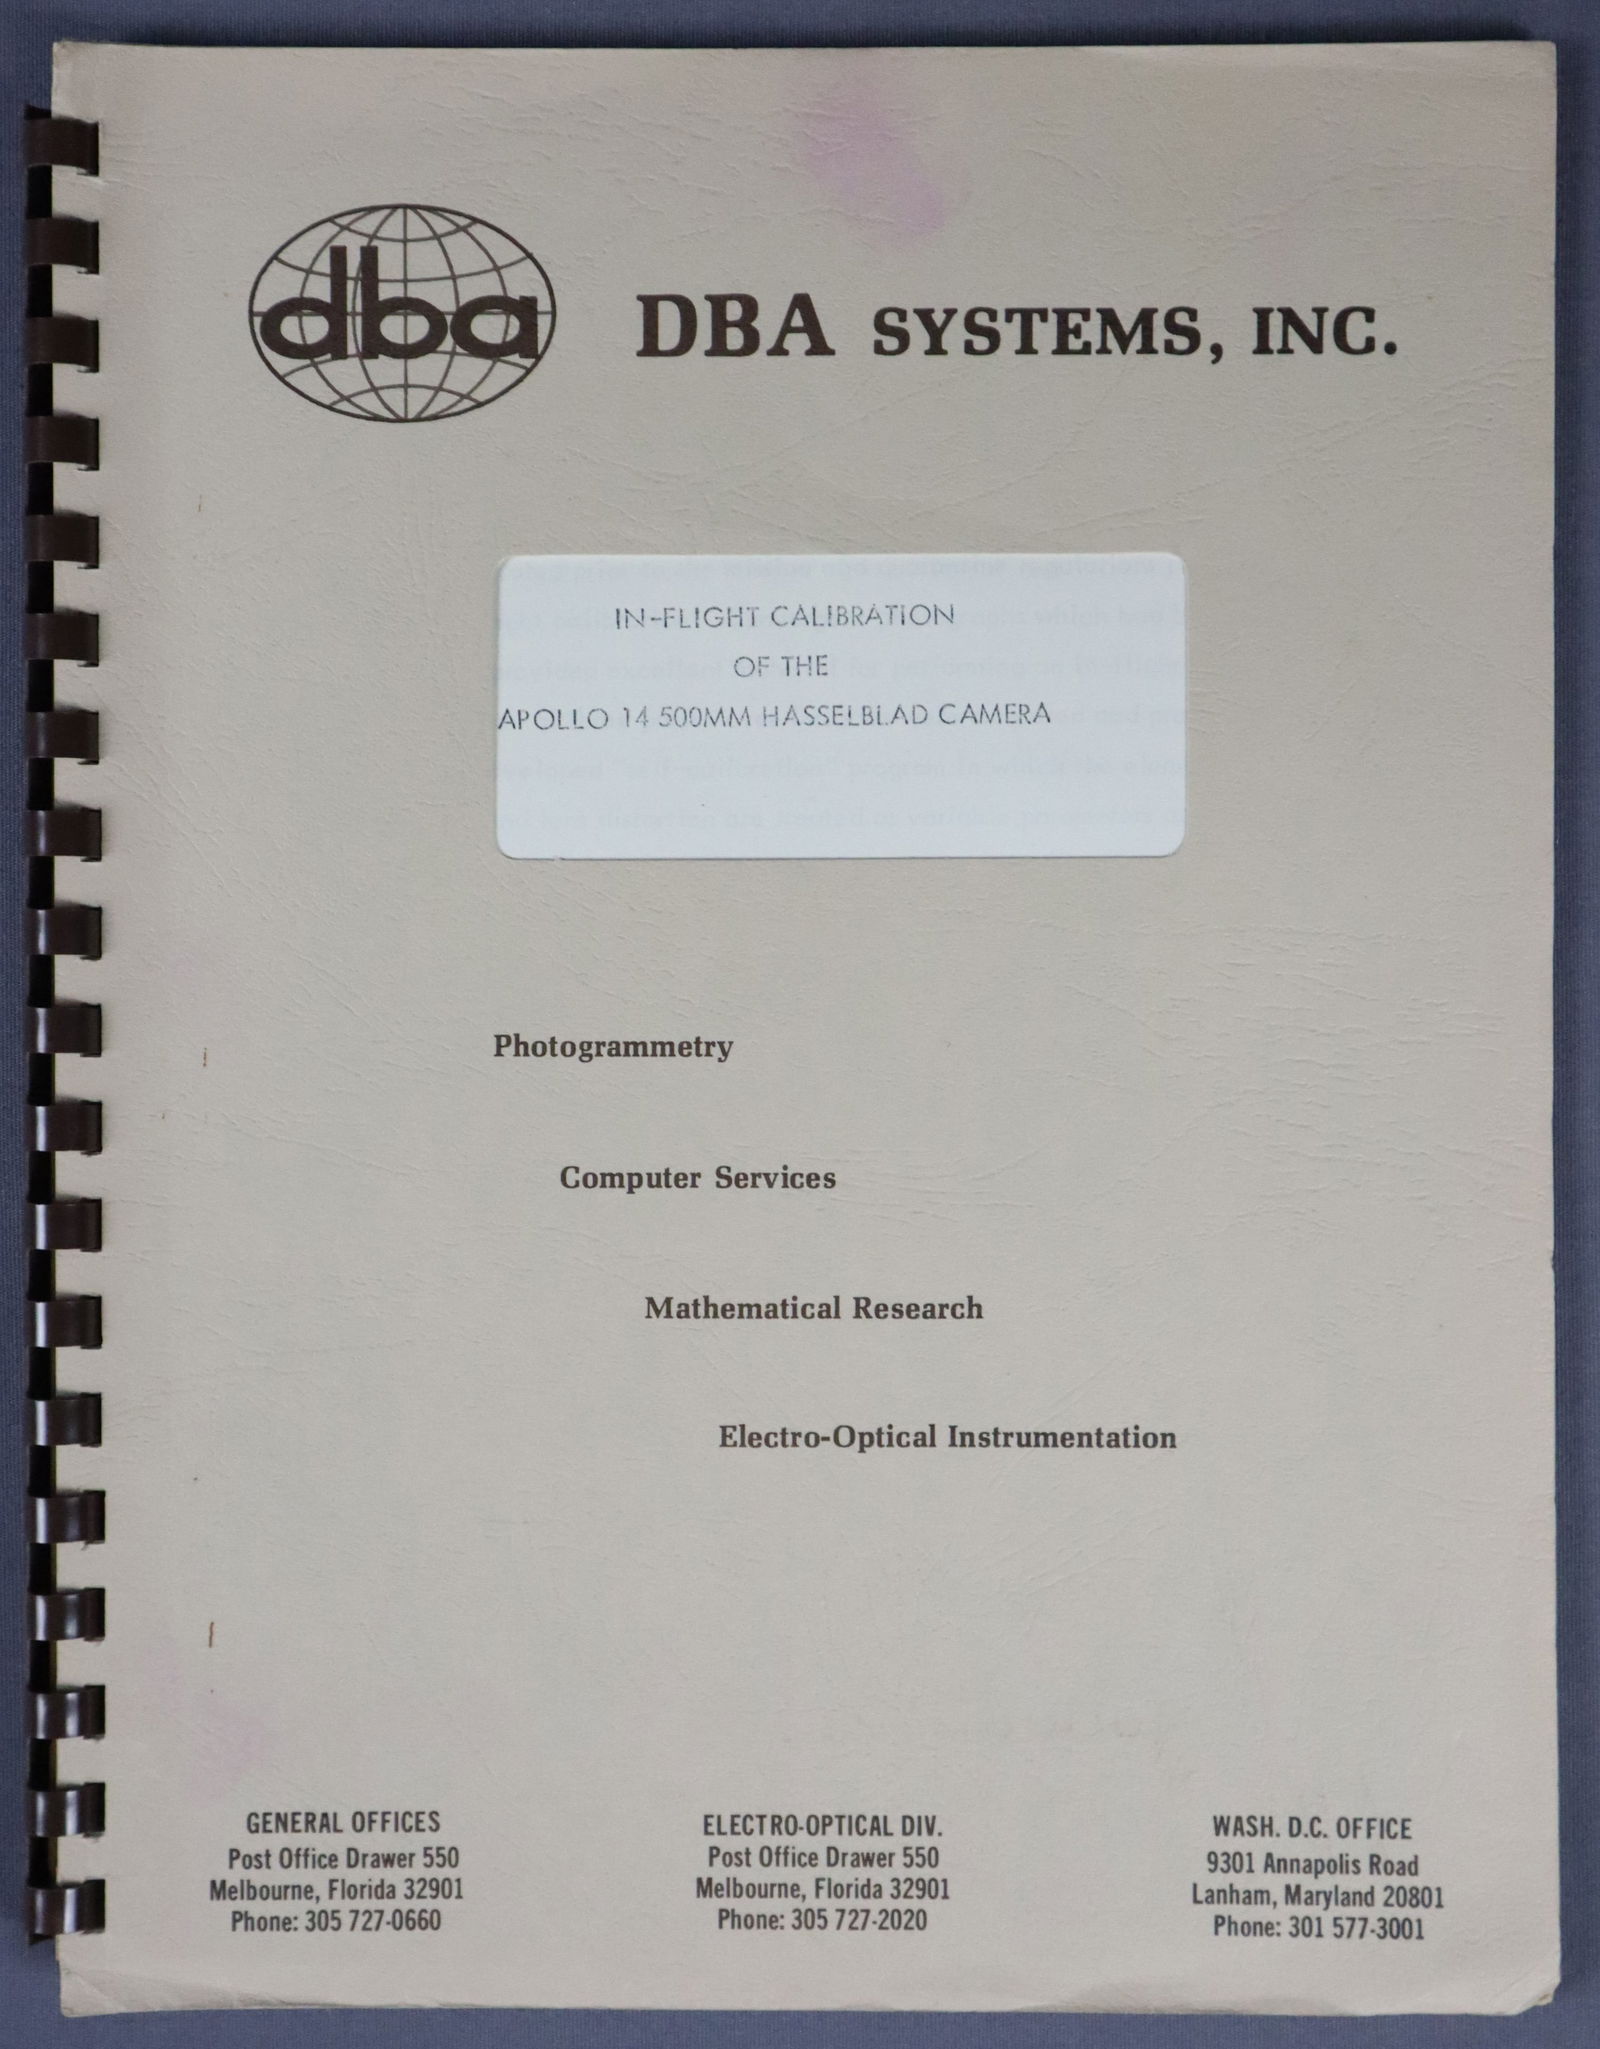 dba
DBA SYSTEMS, INC.
IN-FLIGHT CALIBRATION
OF THE
APOLLO 14 500MM HASSELBLAD CAMERA
Photogrammetry
Computer Services
Mathematical Research
Electro-Optical Instrumentation
GENERAL OFFICES
Post Office Drawer 550
Melbourne, Florida 32901
Phone: 305 727-0660
ELECTRO-OPTICAL DIV.
Post Office Drawer 550
Melbourne, Florida 32901
Phone: 305 727-2020
WASH. D.C. OFFICE
9301 Annapolis Road
Lanham, Maryland 20801
Phone: 301 577-3001